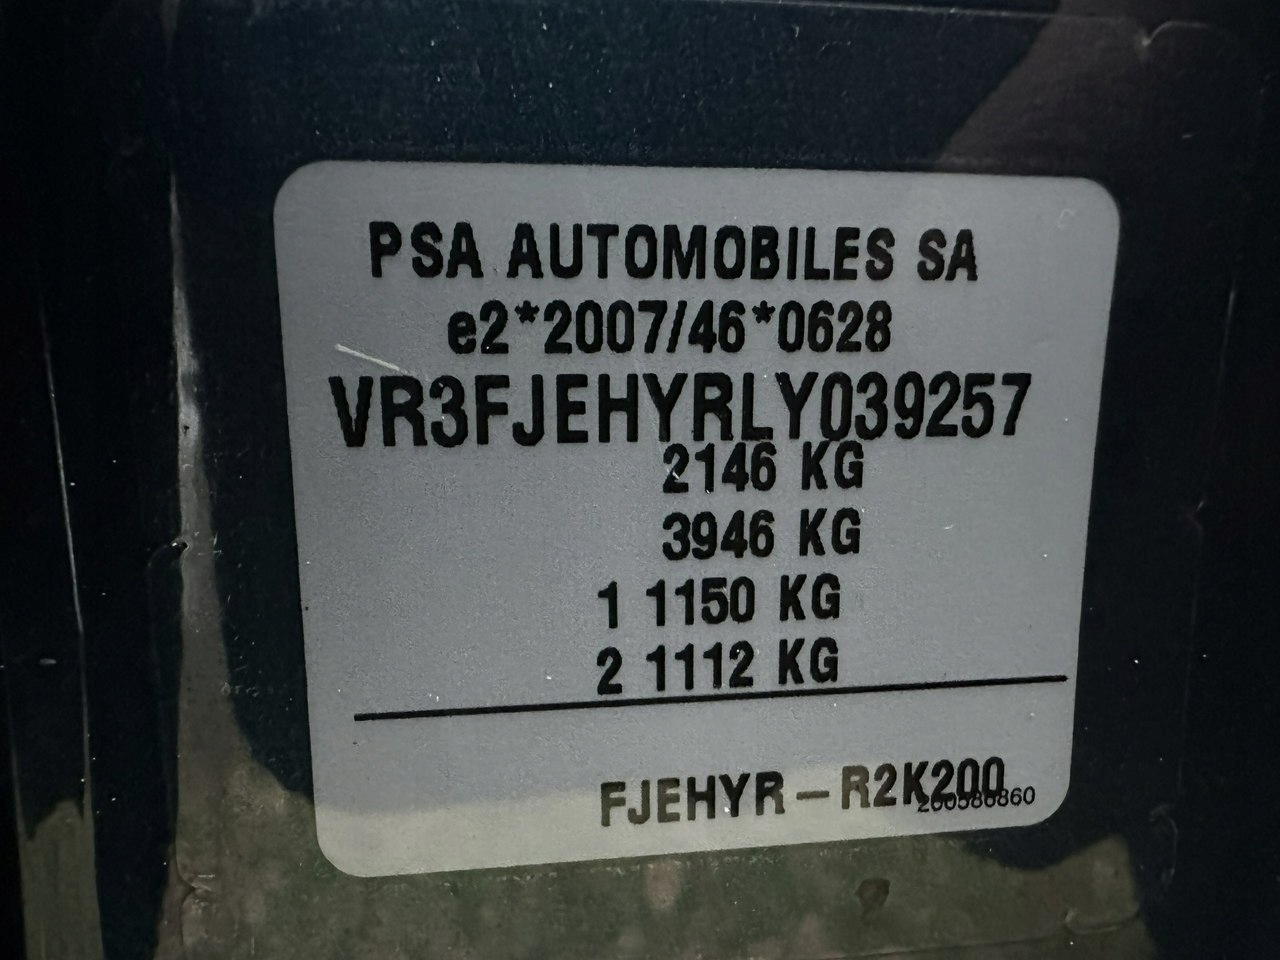 PSA AUTOMOBILES SA
e2*2007/46*0628
VR3FJEHYRLY039257
2146 KG
3946 KG
1 1150 KG
2 1112 KG
FJEHYR – R2K200